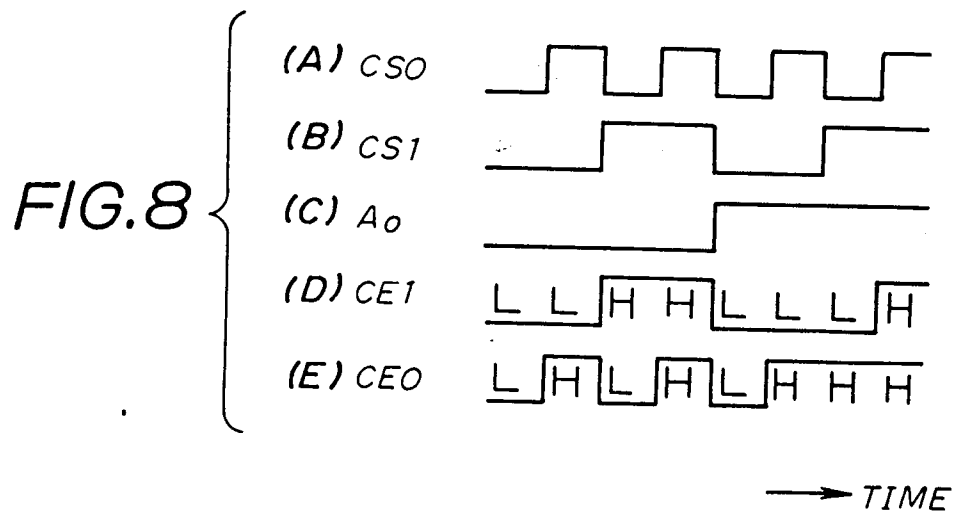 FIG.8
(A) CS0
(B) CS1
(C) A0
(D) CE1 L L H H L L L H
(E) CE0 L H L H L H H H
TIME